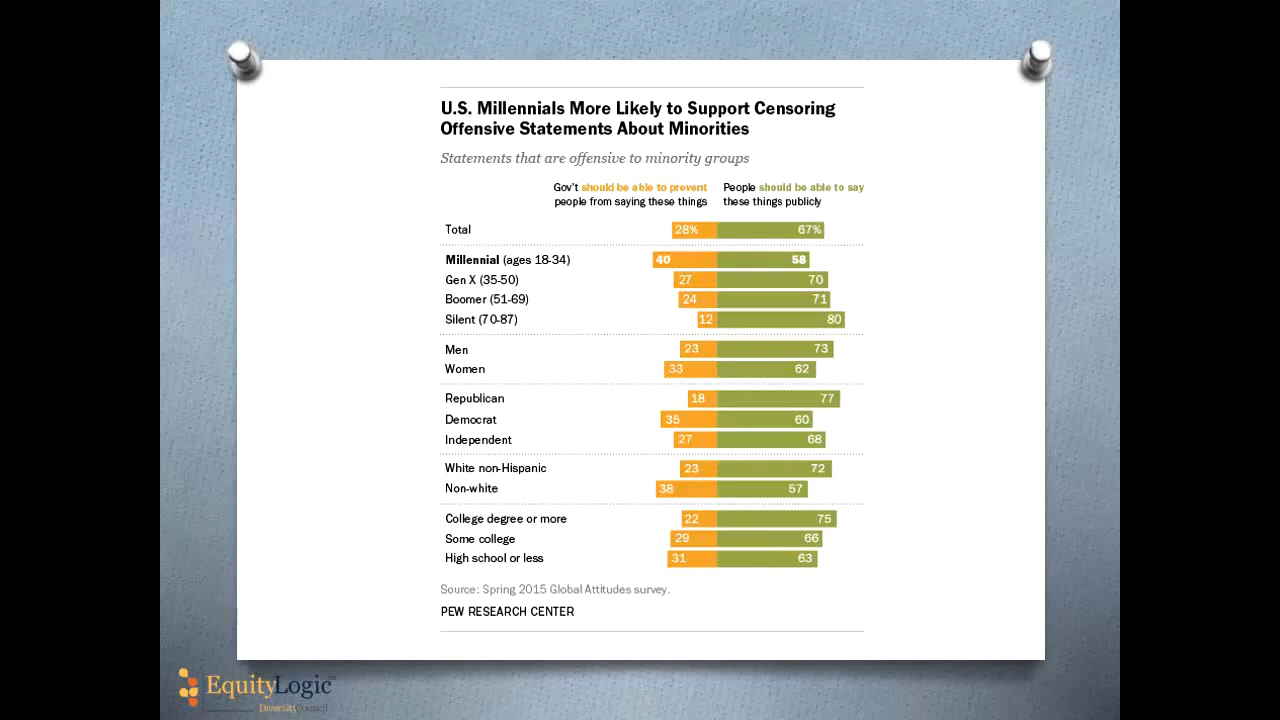 U.S. Millennials More Likely to Support Censoring
Offensive Statements About Minorities
Statements that are offensive to minority groups
Gov't should be able to prevent people from saying these things
People should be able to say these things publicly
Total 28% 67%
Millennial (ages 18-34) 40 58
Gen X (35-50) 27 70
Boomer (51-69) 24 71
Silent (70-87) 12 80
Men 23 73
Women 33 62
Republican 18 77
Democrat 35 60
Independent 27 68
White non-Hispanic 23 72
Non-white 38 57
College degree or more 22 75
Some college 29 66
High school or less 31 63
Source: Spring 2015 Global Attitudes survey.
PEW RESEARCH CENTER
EquityLogic™
DiversityCouncil